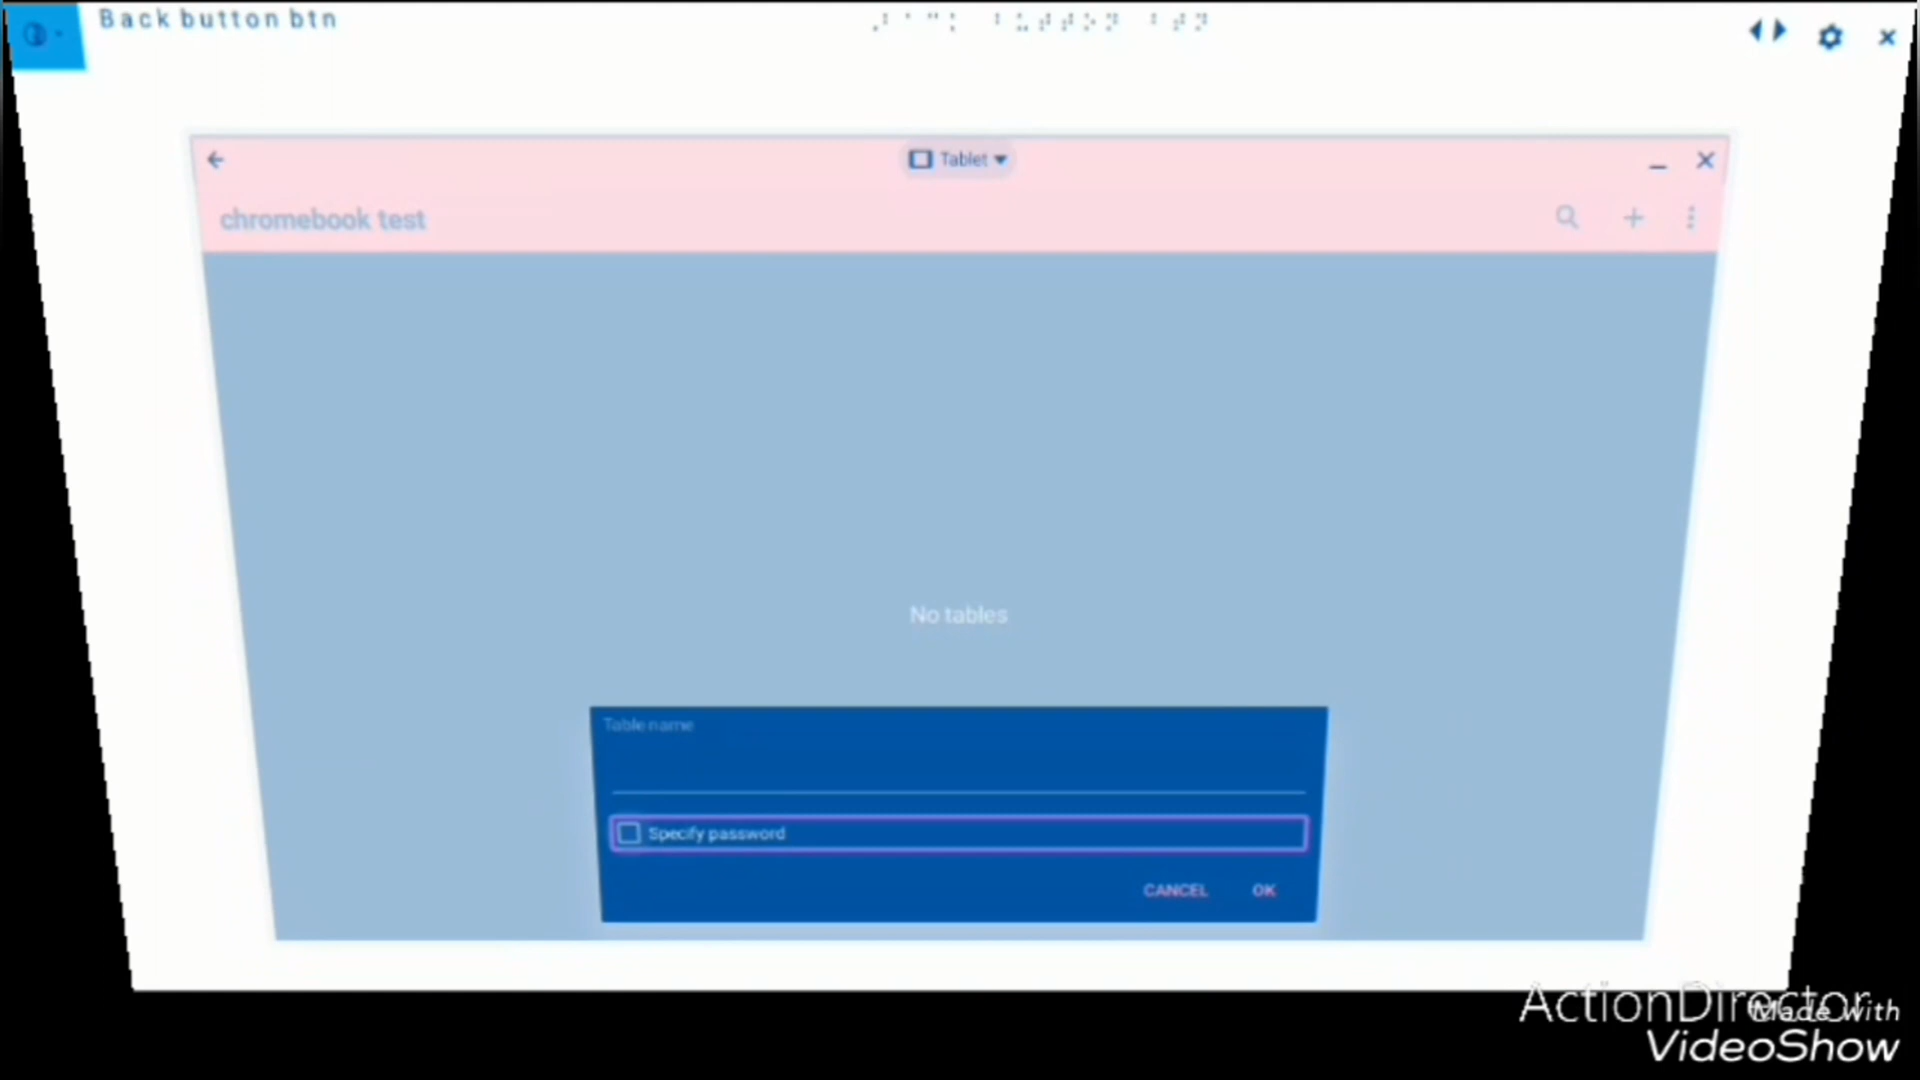 Back button btn
⠠⠃⠁⠉⠅ ⠃⠥⠞⠞⠕⠝ ⠃⠞⠝
Tablet
chromebook test
No tables
Table name
Specify password
CANCEL OK
ActionDirector
Made with
VideoShow